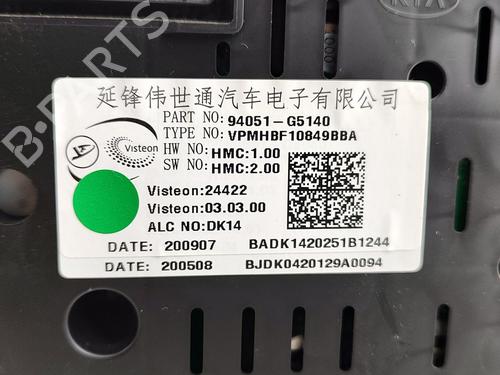 KIA
延锋伟世通汽车电子有限公司
PART NO: 94051-G5140
TYPE NO: VPMHBF10849BBA
HW NO: HMC:1.00
SW NO: HMC:2.00
Visteon
Visteon:24422
Visteon:03.03.00
ALC NO:DK14
DATE: 200907 BADK1420251B1244
DATE: 200508 BJDK0420129A0094
B-PARTS